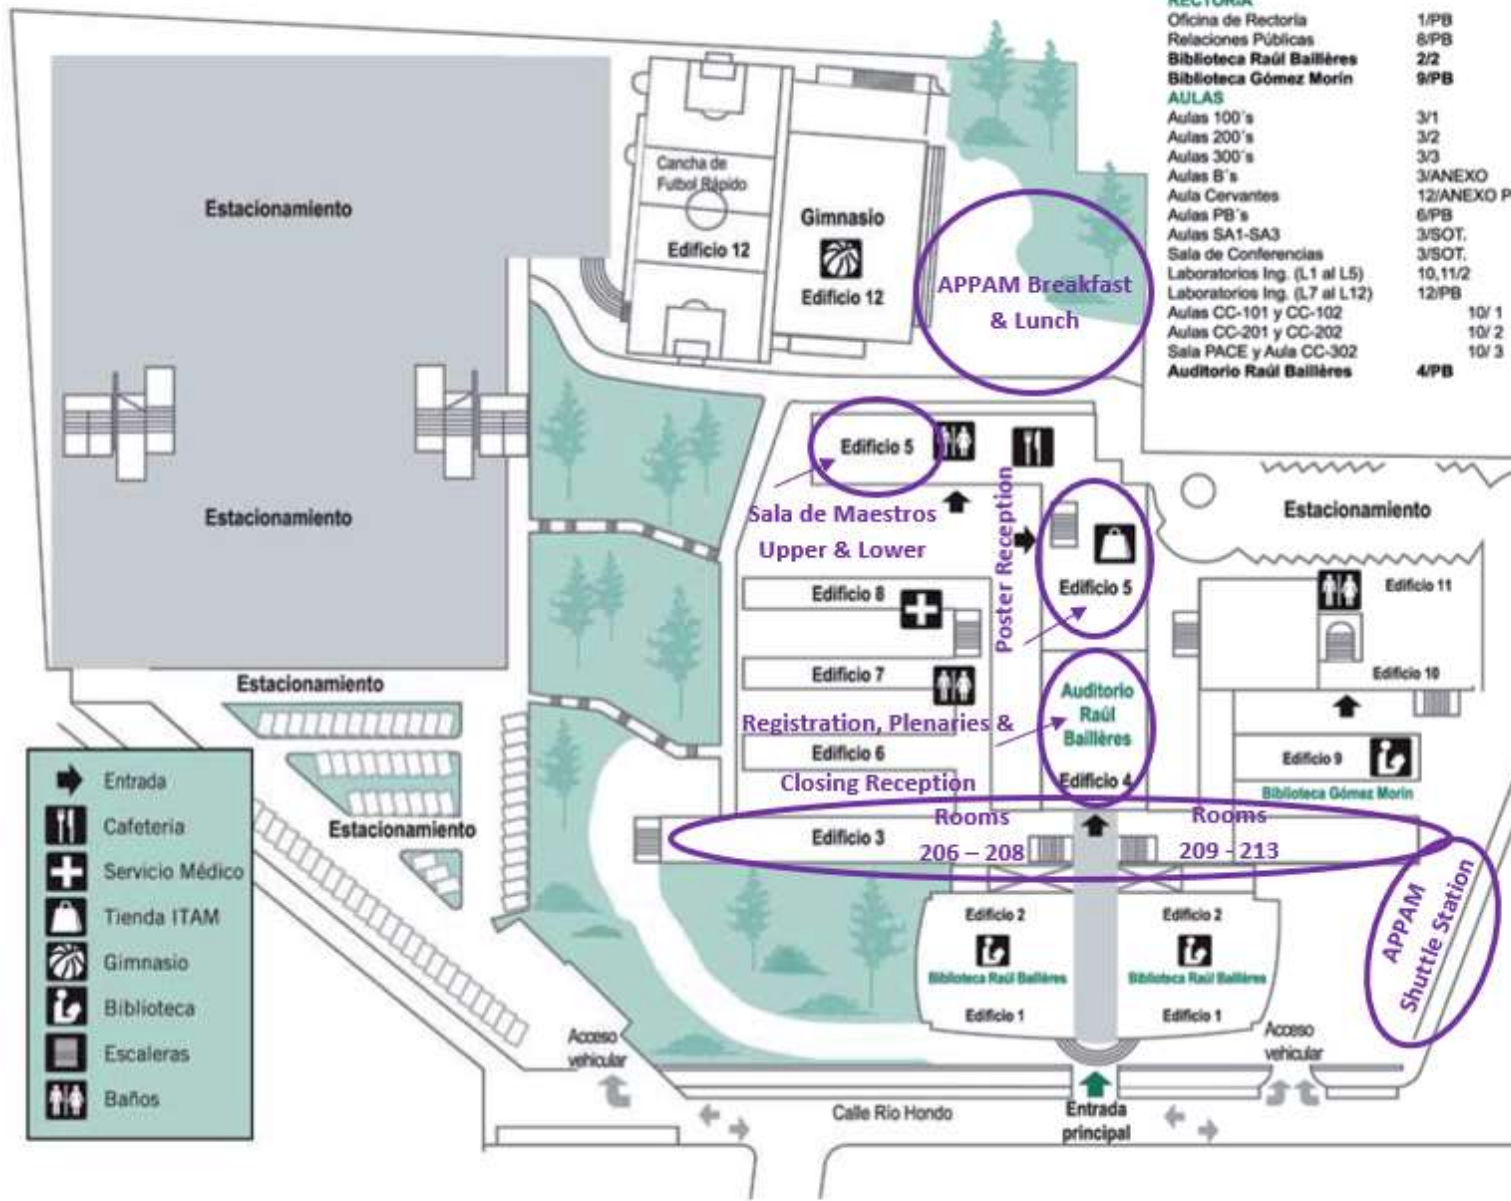 RECTORIA
Oficina de Rectoría 1/PB
Relaciones Públicas 8/PB
Biblioteca Raúl Baillères 2/2
Biblioteca Gómez Morín 9/PB
AULAS
Aulas 100´s 3/1
Aulas 200´s 3/2
Aulas 300´s 3/3
Aulas B´s 3/ANEXO
Aula Cervantes 12/ANEXO P
Aulas PB´s 6/PB
Aulas SA1-SA3 3/SOT.
Sala de Conferencias 3/SOT.
Laboratorios Ing. (L1 al L5) 10,11/2
Laboratorios Ing. (L7 al L12) 12/PB
Aulas CC-101 y CC-102 10/ 1
Aulas CC-201 y CC-202 10/ 2
Sala PACE y Aula CC-302 10/ 3
Auditorio Raúl Baillères 4/PB
Estacionamiento
Cancha de
Futbol Rápido
Edificio 12
Gimnasio
Edificio 12
APPAM Breakfast
& Lunch
Edificio 5
Sala de Maestros
Upper & Lower
Poster Reception
Edificio 5
Estacionamiento
Estacionamiento
Edificio 8
Edificio 11
Edificio 7
Edificio 10
Estacionamiento
Auditorio
Raúl
Baillères
Edificio 4
Registration, Plenaries &
Closing Reception
Edificio 6
Edificio 9
Biblioteca Gómez Morín
Estacionamiento
Edificio 3
Rooms
206 – 208
Rooms
209 - 213
APPAM
Shuttle Station
Edificio 2
Biblioteca Raúl Baillères
Edificio 1
Edificio 2
Biblioteca Raúl Baillères
Edificio 1
Entrada
Cafeteria
Servicio Médico
Tienda ITAM
Gimnasio
Biblioteca
Escaleras
Baños
Acceso
vehicular
Acceso
vehicular
Calle Río Hondo
Entrada
principal